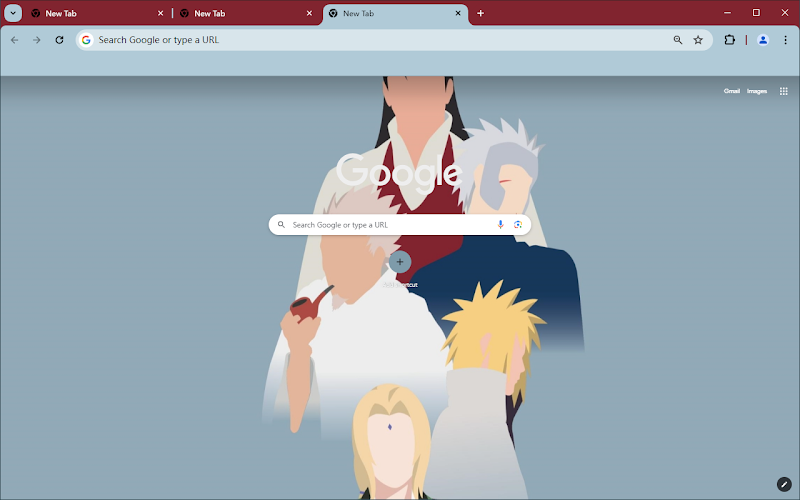 New Tab
New Tab
New Tab
Search Google or type a URL
Gmail Images
Google
Search Google or type a URL
Add shortcut